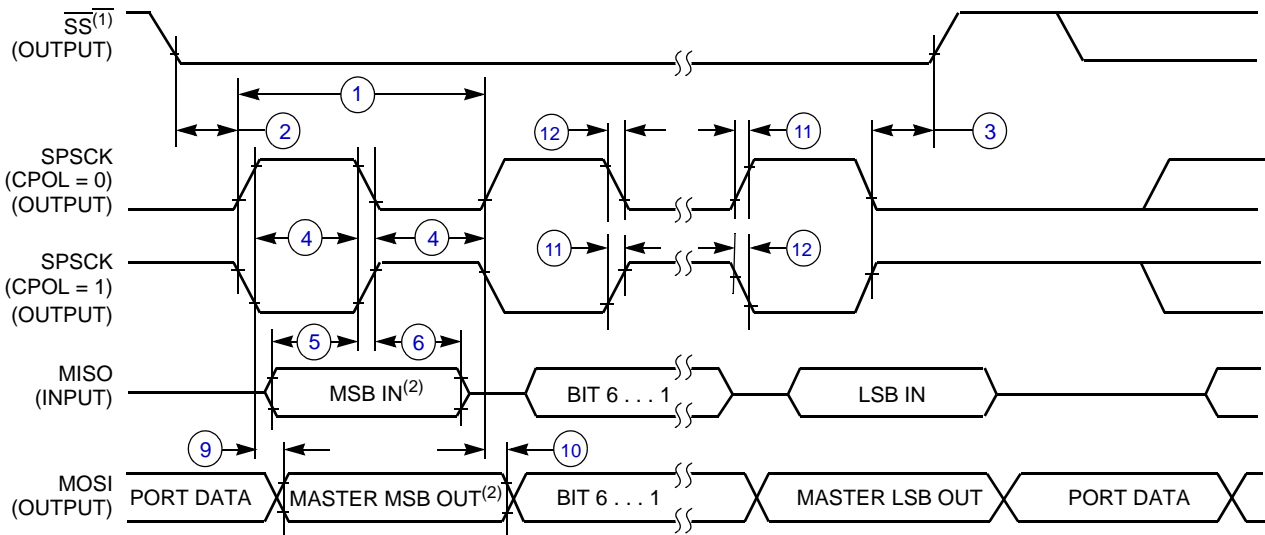 SS(1)
(OUTPUT)
1
2
12
11
3
SPSCK
(CPOL = 0)
(OUTPUT)
4
4
11
12
SPSCK
(CPOL = 1)
(OUTPUT)
5
6
MISO
(INPUT)
MSB IN(2)
BIT 6 . . . 1
LSB IN
9
10
MOSI
(OUTPUT)
PORT DATA
MASTER MSB OUT(2)
BIT 6 . . . 1
MASTER LSB OUT
PORT DATA